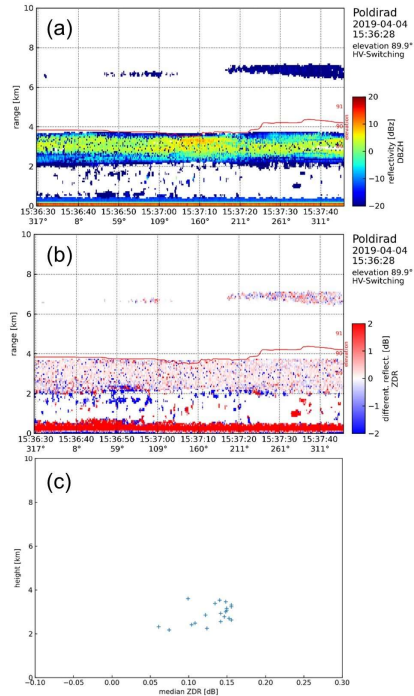 (a)
Poldirad
2019-04-04
15:36:28
elevation 89.9°
HV-Switching
10
8
6
4
2
0
range [km]
91
90
elevation
15:36:30 15:36:40 15:36:50 15:37:00 15:37:10 15:37:20 15:37:30 15:37:40
317° 8° 59° 109° 160° 211° 261° 311°
20
10
0
−10
−20
reflectivity [dBz]
DBZH
(b)
Poldirad
2019-04-04
15:36:28
elevation 89.9°
HV-Switching
10
8
6
4
2
0
range [km]
91
elevation
15:36:30 15:36:40 15:36:50 15:37:00 15:37:10 15:37:20 15:37:30 15:37:40
317° 8° 59° 109° 160° 211° 261° 311°
2
1
0
−1
−2
different. reflect. [dB]
ZDR
(c)
10
8
6
4
2
0
height [km]
−0.10 −0.05 0.00 0.05 0.10 0.15 0.20 0.25 0.30
median ZDR [dB]